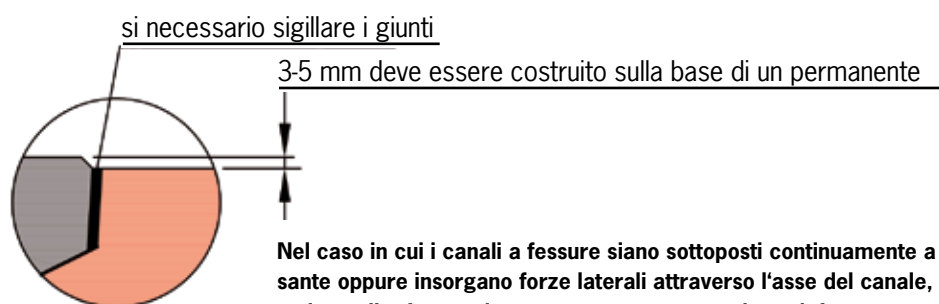 si necessario sigillare i giunti
3-5 mm deve essere costruito sulla base di un permanente
Nel caso in cui i canali a fessure siano sottoposti continuamente a
sante oppure insorgano forze laterali attraverso l'asse del canale,